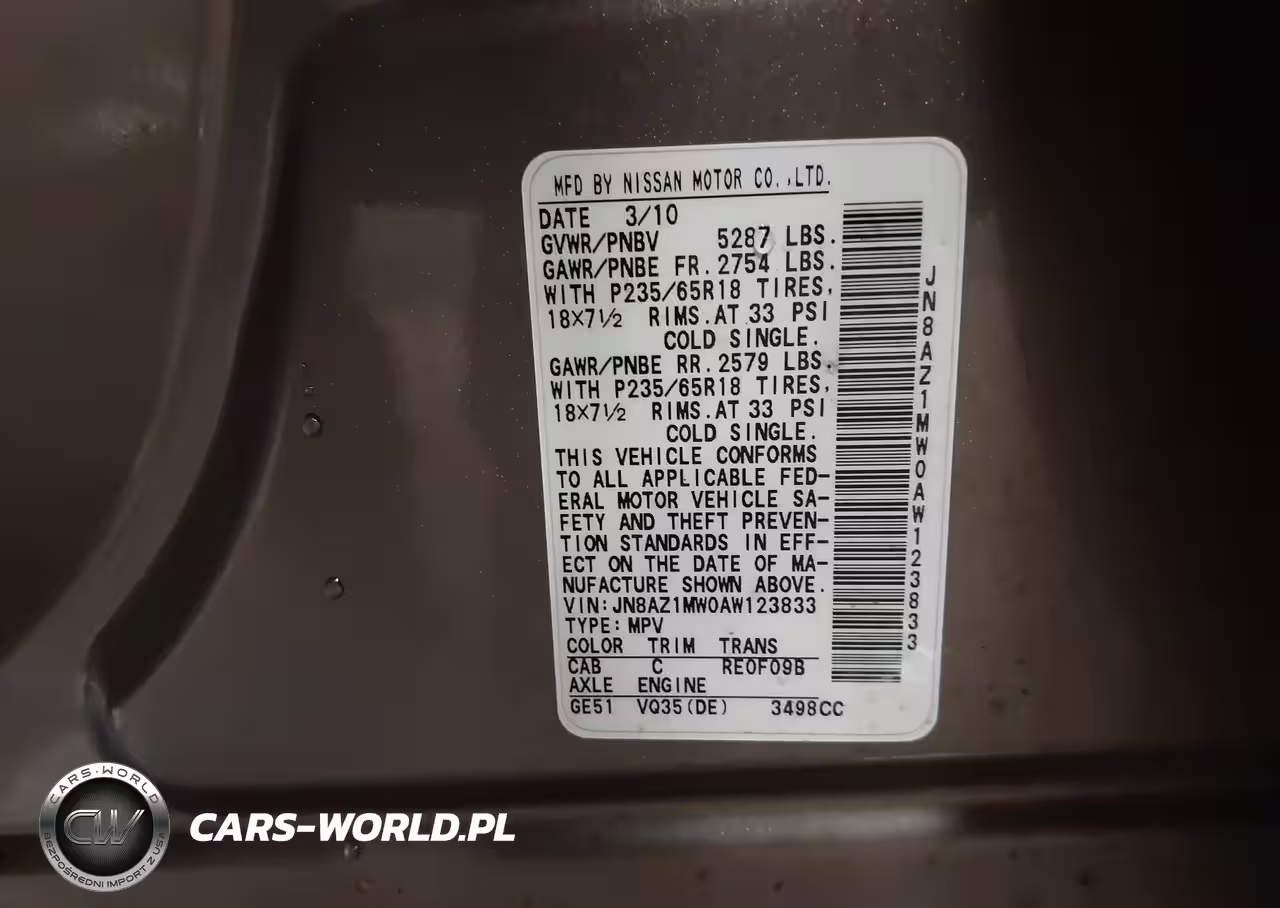 MFD BY NISSAN MOTOR CO.,LTD.
DATE 3/10
GVWR/PNBV 5287 LBS.
GAWR/PNBE FR. 2754 LBS.
WITH P235/65R18 TIRES,
18×7½ RIMS.AT 33 PSI
COLD SINGLE.
GAWR/PNBE RR. 2579 LBS.
WITH P235/65R18 TIRES,
18×7½ RIMS.AT 33 PSI
COLD SINGLE.
THIS VEHICLE CONFORMS
TO ALL APPLICABLE FED-
ERAL MOTOR VEHICLE SA-
FETY AND THEFT PREVEN-
TION STANDARDS IN EFF-
ECT ON THE DATE OF MA-
NUFACTURE SHOWN ABOVE.
VIN:JN8AZ1MW0AW123833
TYPE:MPV
COLOR TRIM TRANS
CAB C RE0F09B
AXLE ENGINE
GE51 VQ35(DE) 3498CC
JN8AZ1MW0AW123833
CARS-WORLD
CW
BEZPOŚREDNI IMPORT Z USA
CARS-WORLD.PL